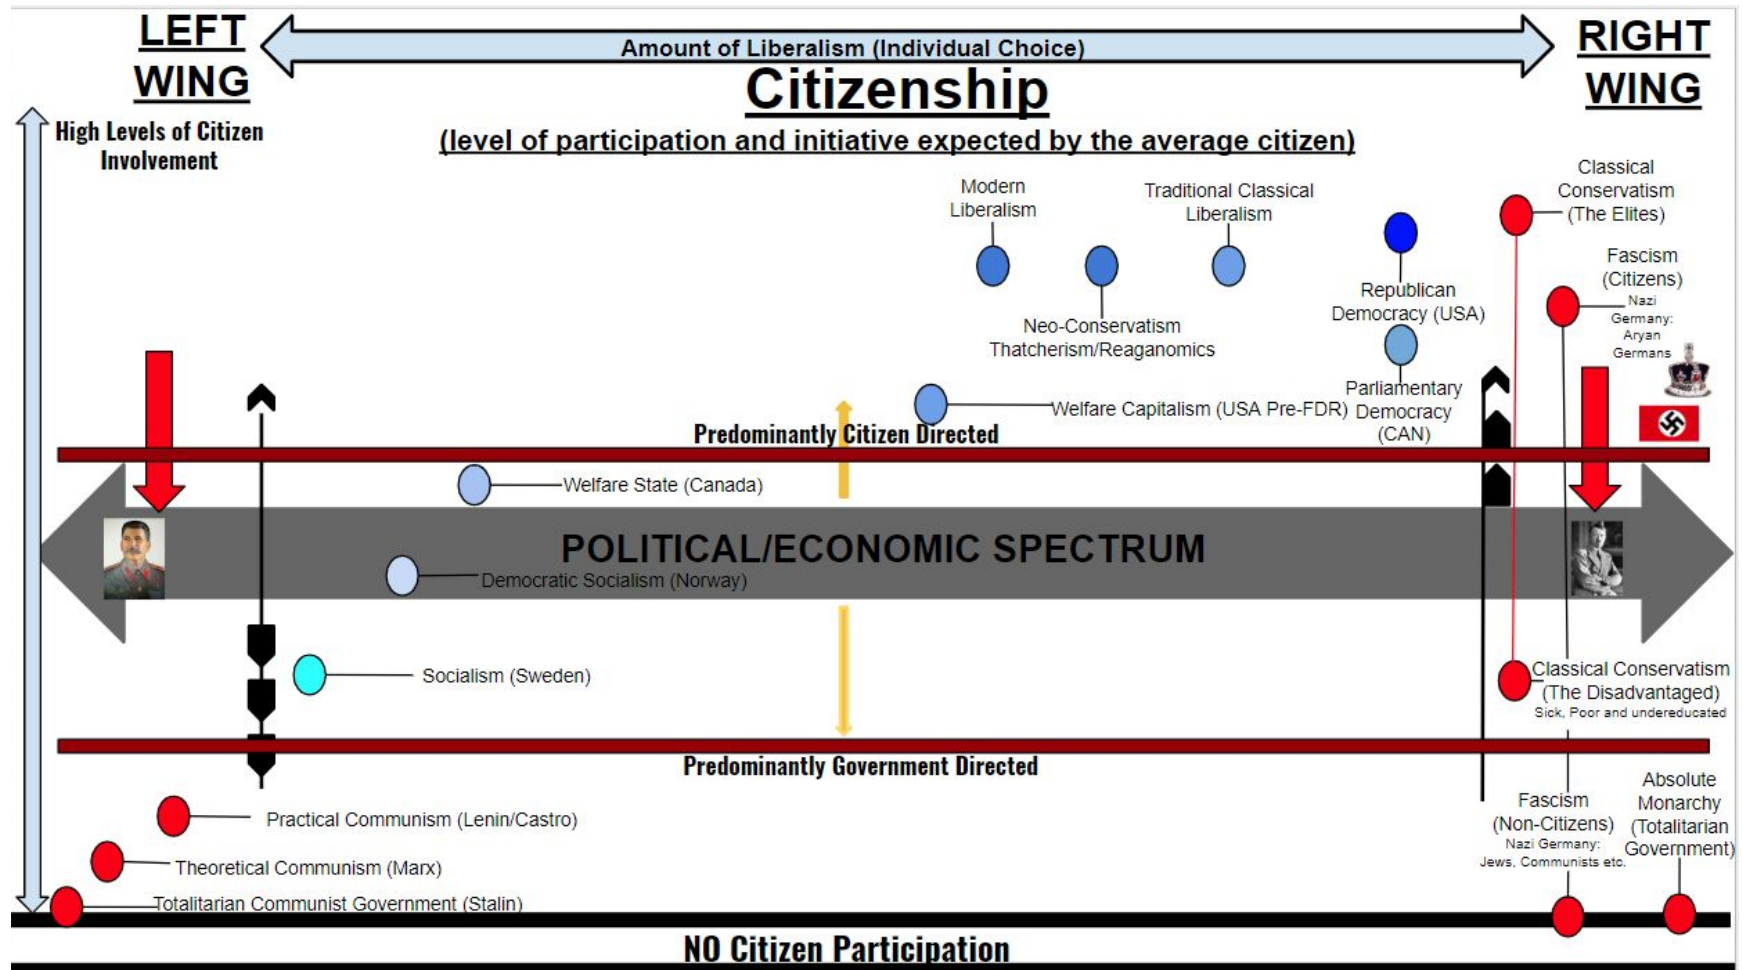 LEFT
WING
Amount of Liberalism (Individual Choice)
RIGHT
WING
Citizenship
(level of participation and initiative expected by the average citizen)
High Levels of Citizen
Involvement
Modern
Liberalism
Traditional Classical
Liberalism
Classical
Conservatism
(The Elites)
Republican
Democracy (USA)
Fascism
(Citizens)
Nazi
Germany:
Aryan
Germans
Neo-Conservatism
Thatcherism/Reaganomics
Parliamentary
Democracy
(CAN)
Welfare Capitalism (USA Pre-FDR)
Predominantly Citizen Directed
Welfare State (Canada)
POLITICAL/ECONOMIC SPECTRUM
Democratic Socialism (Norway)
Socialism (Sweden)
Classical Conservatism
(The Disadvantaged)
Sick, Poor and undereducated
Predominantly Government Directed
Practical Communism (Lenin/Castro)
Theoretical Communism (Marx)
Totalitarian Communist Government (Stalin)
Fascism
(Non-Citizens)
Nazi Germany:
Jews, Communists etc.
Absolute
Monarchy
(Totalitarian
Government)
NO Citizen Participation